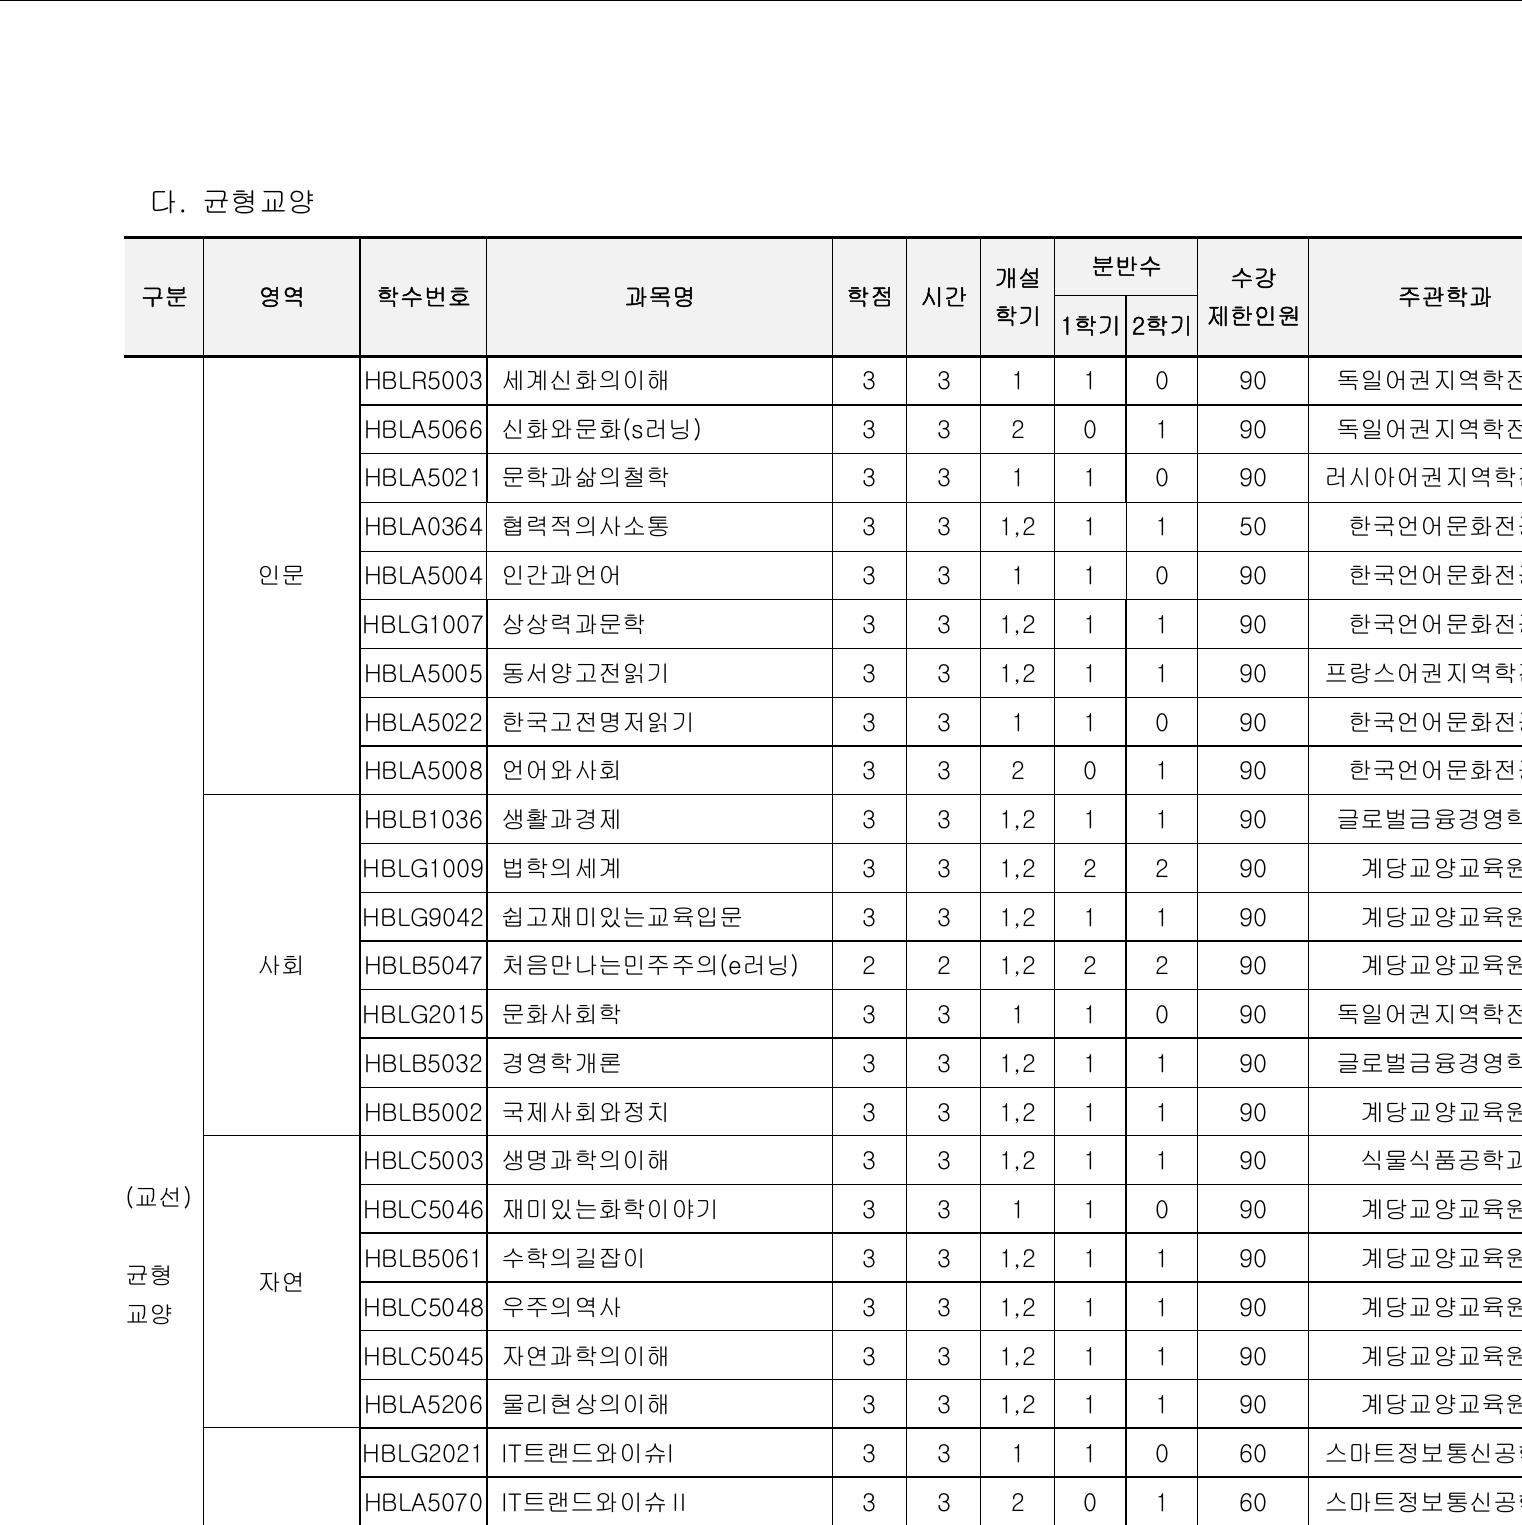 다. 균형교양
구분 영역 학수번호 과목명 학점 시간 개설 학기 분반수 1학기 2학기 수강 제한인원 주관학과
(교선) 균형 교양
인문
HBLR5003 세계신화의이해 3 3 1 1 0 90 독일어권지역학전
HBLA5066 신화와문화(s러닝) 3 3 2 0 1 90 독일어권지역학전
HBLA5021 문학과삶의철학 3 3 1 1 0 90 러시아어권지역학
HBLA0364 협력적의사소통 3 3 1,2 1 1 50 한국언어문화전
HBLA5004 인간과언어 3 3 1 1 0 90 한국언어문화전
HBLG1007 상상력과문학 3 3 1,2 1 1 90 한국언어문화전
HBLA5005 동서양고전읽기 3 3 1,2 1 1 90 프랑스어권지역학
HBLA5022 한국고전명저읽기 3 3 1 1 0 90 한국언어문화전
HBLA5008 언어와사회 3 3 2 0 1 90 한국언어문화전
사회
HBLB1036 생활과경제 3 3 1,2 1 1 90 글로벌금융경영학
HBLG1009 법학의세계 3 3 1,2 2 2 90 계당교양교육원
HBLG9042 쉽고재미있는교육입문 3 3 1,2 1 1 90 계당교양교육원
HBLB5047 처음만나는민주주의(e러닝) 2 2 1,2 2 2 90 계당교양교육원
HBLG2015 문화사회학 3 3 1 1 0 90 독일어권지역학전
HBLB5032 경영학개론 3 3 1,2 1 1 90 글로벌금융경영학
HBLB5002 국제사회와정치 3 3 1,2 1 1 90 계당교양교육원
자연
HBLC5003 생명과학의이해 3 3 1,2 1 1 90 식물식품공학과
HBLC5046 재미있는화학이야기 3 3 1 1 0 90 계당교양교육원
HBLB5061 수학의길잡이 3 3 1,2 1 1 90 계당교양교육원
HBLC5048 우주의역사 3 3 1,2 1 1 90 계당교양교육원
HBLC5045 자연과학의이해 3 3 1,2 1 1 90 계당교양교육원
HBLA5206 물리현상의이해 3 3 1,2 1 1 90 계당교양교육원
HBLG2021 IT트랜드와이슈I 3 3 1 1 0 60 스마트정보통신공
HBLA5070 IT트랜드와이슈Ⅱ 3 3 2 0 1 60 스마트정보통신공